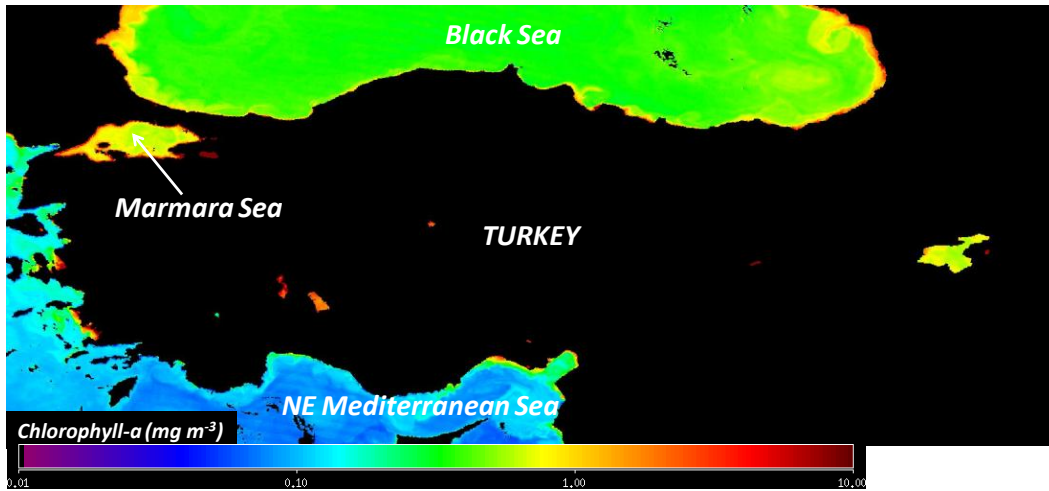 Black Sea
Marmara Sea
TURKEY
NE Mediterranean Sea
Chlorophyll-a (mg m⁻³)
0.01 0.10 1.00 10.00